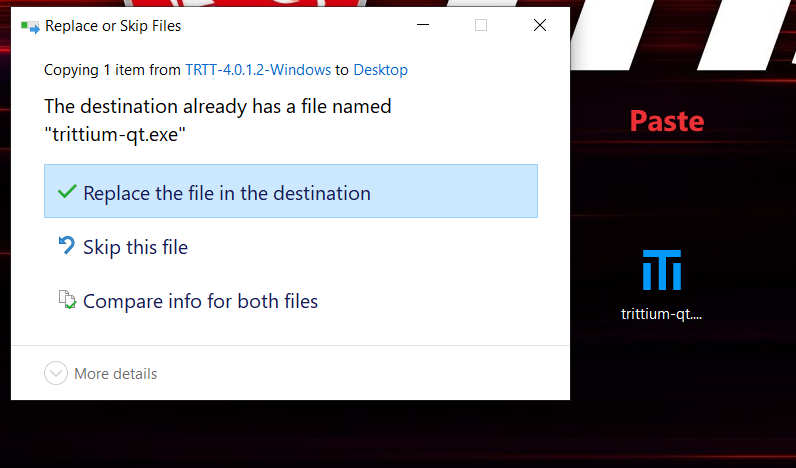 Replace or Skip Files
Copying 1 item from TRTT-4.0.1.2-Windows to Desktop
The destination already has a file named
"trittium-qt.exe"
Replace the file in the destination
Skip this file
Compare info for both files
More details
Paste
trittium-qt....